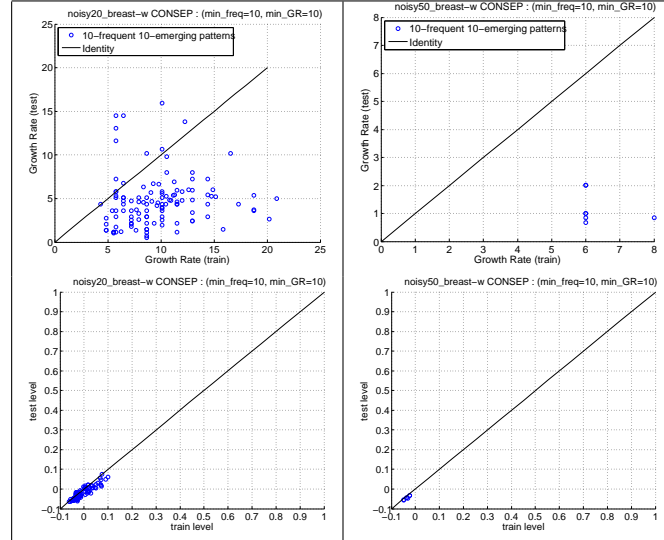 noisy20_breast-w CONSEP : (min_freq=10, min_GR=10)
25
20
15
10
5
0
0 5 10 15 20 25
Growth Rate (train)
Growth Rate (test)
10-frequent 10-emerging patterns
Identity
noisy50_breast-w CONSEP : (min_freq=10, min_GR=10)
8
7
6
5
4
3
2
1
0
0 1 2 3 4 5 6 7 8
Growth Rate (train)
Growth Rate (test)
10-frequent 10-emerging patterns
Identity
noisy20_breast-w CONSEP : (min_freq=10, min_GR=10)
1
0.9
0.8
0.7
0.6
0.5
0.4
0.3
0.2
0.1
0
-0.1
-0.1 0 0.1 0.2 0.3 0.4 0.5 0.6 0.7 0.8 0.9 1
train level
test level
noisy50_breast-w CONSEP : (min_freq=10, min_GR=10)
1
0.9
0.8
0.7
0.6
0.5
0.4
0.3
0.2
0.1
0
-0.1
-0.1 0 0.1 0.2 0.3 0.4 0.5 0.6 0.7 0.8 0.9 1
train level
test level